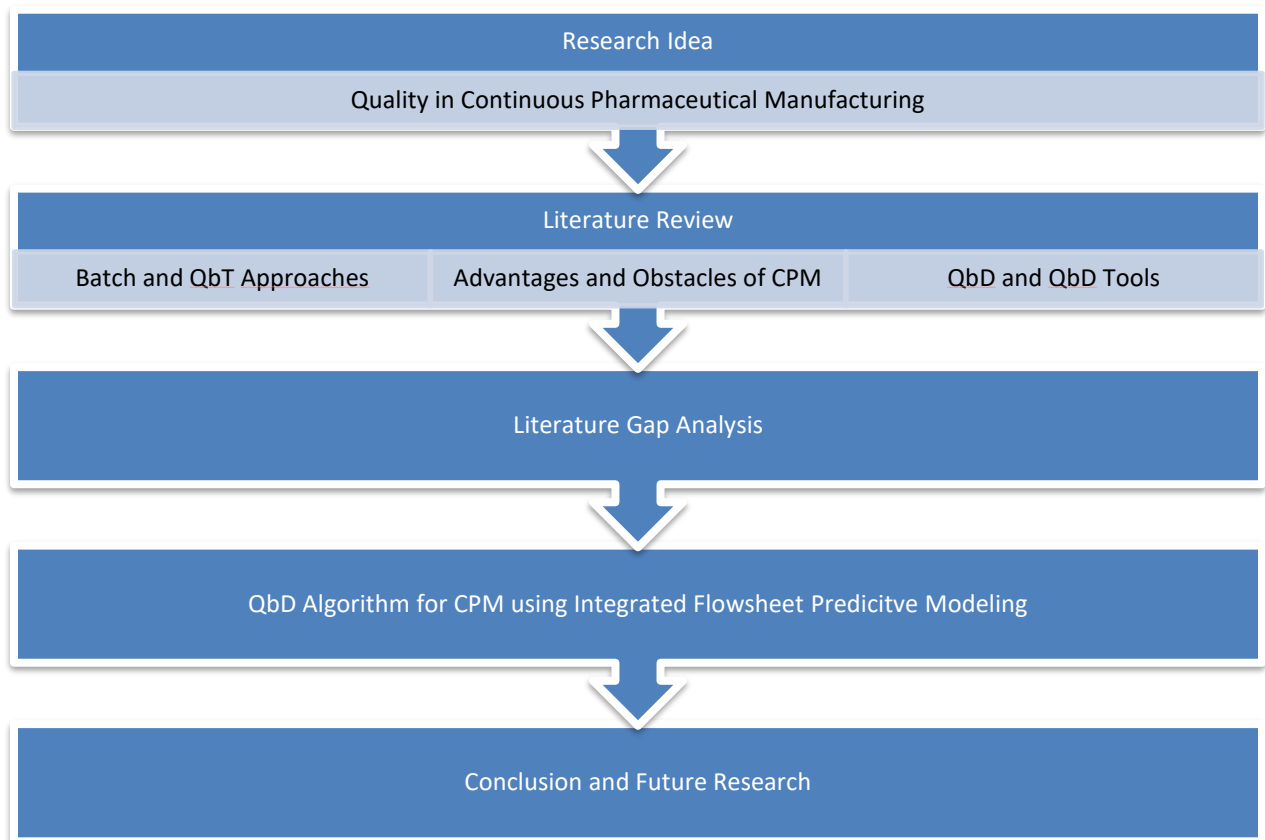 Research Idea
Quality in Continuous Pharmaceutical Manufacturing
Literature Review
Batch and QbT Approaches
Advantages and Obstacles of CPM
QbD and QbD Tools
Literature Gap Analysis
QbD Algorithm for CPM using Integrated Flowsheet Predicitve Modeling
Conclusion and Future Research